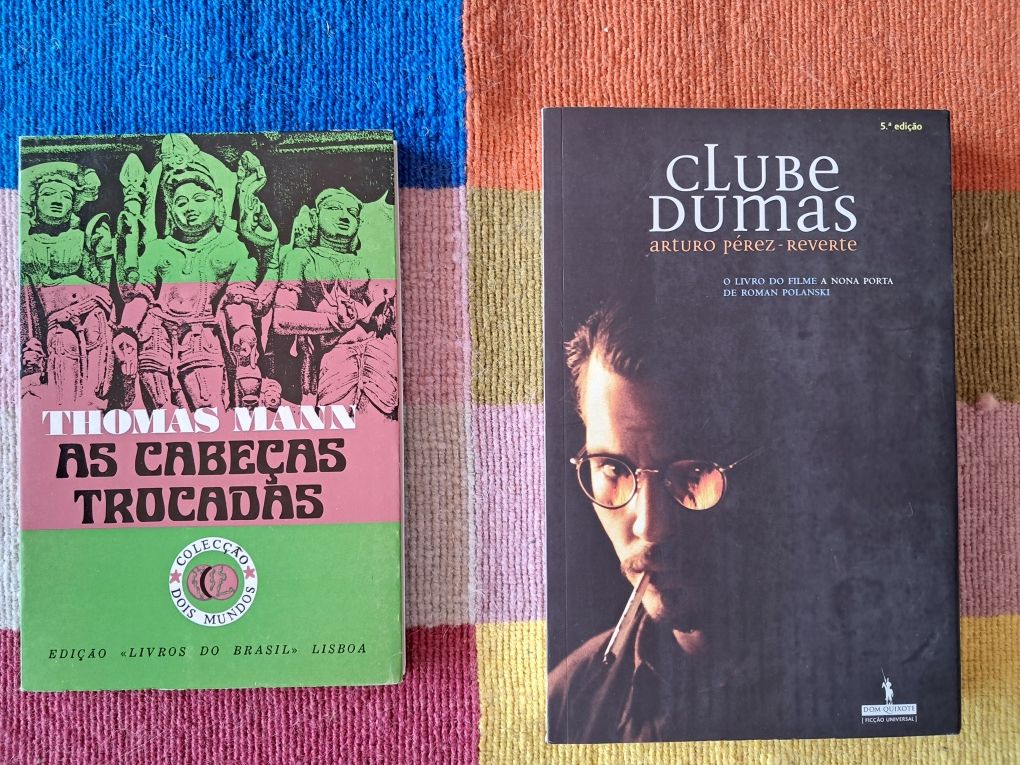 THOMAS MANN
AS CABEÇAS
TROCADAS
COLECÇÃO
DOIS MUNDOS
EDIÇÃO «LIVROS DO BRASIL» LISBOA
5.ª edição
CLUBE
DUMAS
ARTURO PÉREZ-REVERTE
O LIVRO DO FILME A NONA PORTA
DE ROMAN POLANSKI
DOM QUIXOTE
[ FICÇÃO UNIVERSAL ]